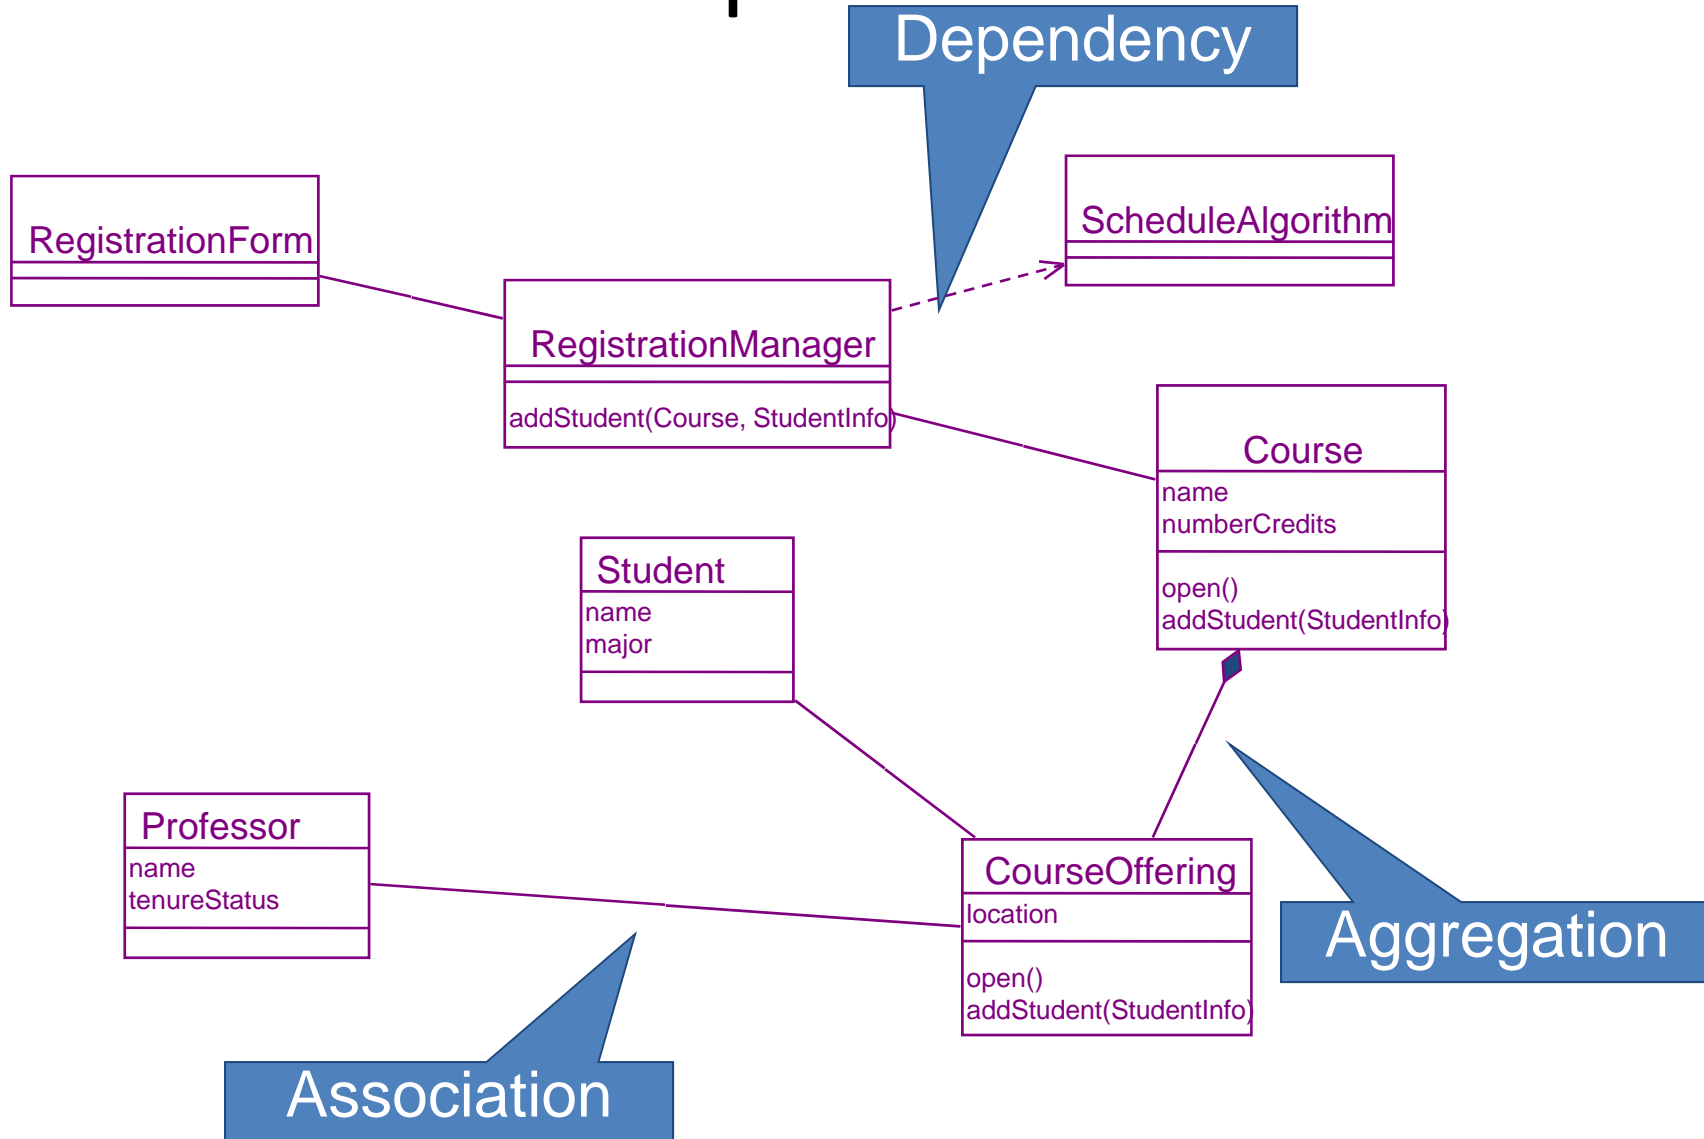 Dependency
RegistrationForm
ScheduleAlgorithm
RegistrationManager
addStudent(Course, StudentInfo)
Course
name
numberCredits
open()
addStudent(StudentInfo)
Student
name
major
Professor
name
tenureStatus
CourseOffering
location
open()
addStudent(StudentInfo)
Aggregation
Association